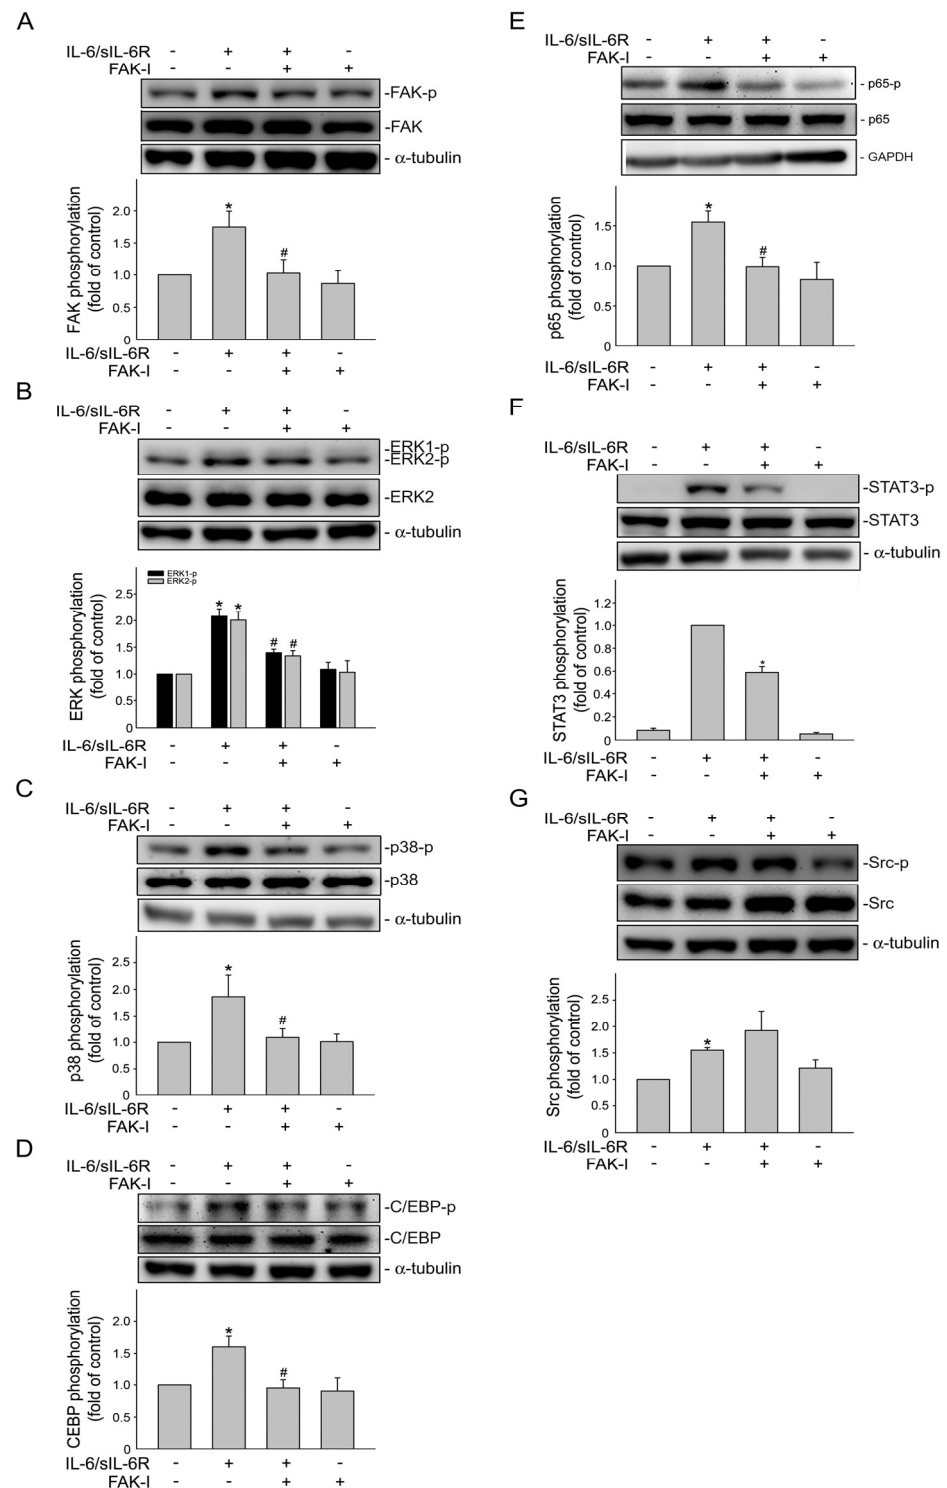 A
IL-6/sIL-6R - + + -
FAK-I - - + +
-FAK-p
-FAK
- α-tubulin
FAK phosphorylation
(fold of control)
2.0
1.5
1.0
0.5
0
*
#
IL-6/sIL-6R - + + -
FAK-I - - + +
B
IL-6/sIL-6R - + + -
FAK-I - - + +
-ERK1-p
-ERK2-p
-ERK2
- α-tubulin
ERK phosphorylation
(fold of control)
ERK1-p
ERK2-p
2.5
2.0
1.5
1.0
0.5
0
* *
# #
IL-6/sIL-6R - + + -
FAK-I - - + +
C
IL-6/sIL-6R - + + -
FAK-I - - + +
-p38-p
-p38
- α-tubulin
p38 phosphorylation
(fold of control)
2.5
2.0
1.5
1.0
0.5
0
*
#
IL-6/sIL-6R - + + -
FAK-I - - + +
D
IL-6/sIL-6R - + + -
FAK-I - - + +
-C/EBP-p
-C/EBP
- α-tubulin
CEBP phosphorylation
(fold of control)
2.0
1.5
1.0
0.5
0
*
#
IL-6/sIL-6R - + + -
FAK-I - - + +
E
IL-6/sIL-6R - + + -
FAK-I - - + +
- p65-p
- p65
- GAPDH
p65 phosphorylation
(fold of control)
1.5
1.0
0.5
0
*
#
IL-6/sIL-6R - + + -
FAK-I - - + +
F
IL-6/sIL-6R - + + -
FAK-I - - + +
-STAT3-p
-STAT3
- α-tubulin
STAT3 phosphorylation
(fold of control)
1.2
1.0
0.8
0.6
0.4
0.2
0
*
IL-6/sIL-6R - + + -
FAK-I - - + +
G
IL-6/sIL-6R - + + -
FAK-I - - + +
-Src-p
-Src
- α-tubulin
Src phosphorylation
(fold of control)
2.5
2.0
1.5
1.0
0.5
0
*
IL-6/sIL-6R - + + -
FAK-I - - + +